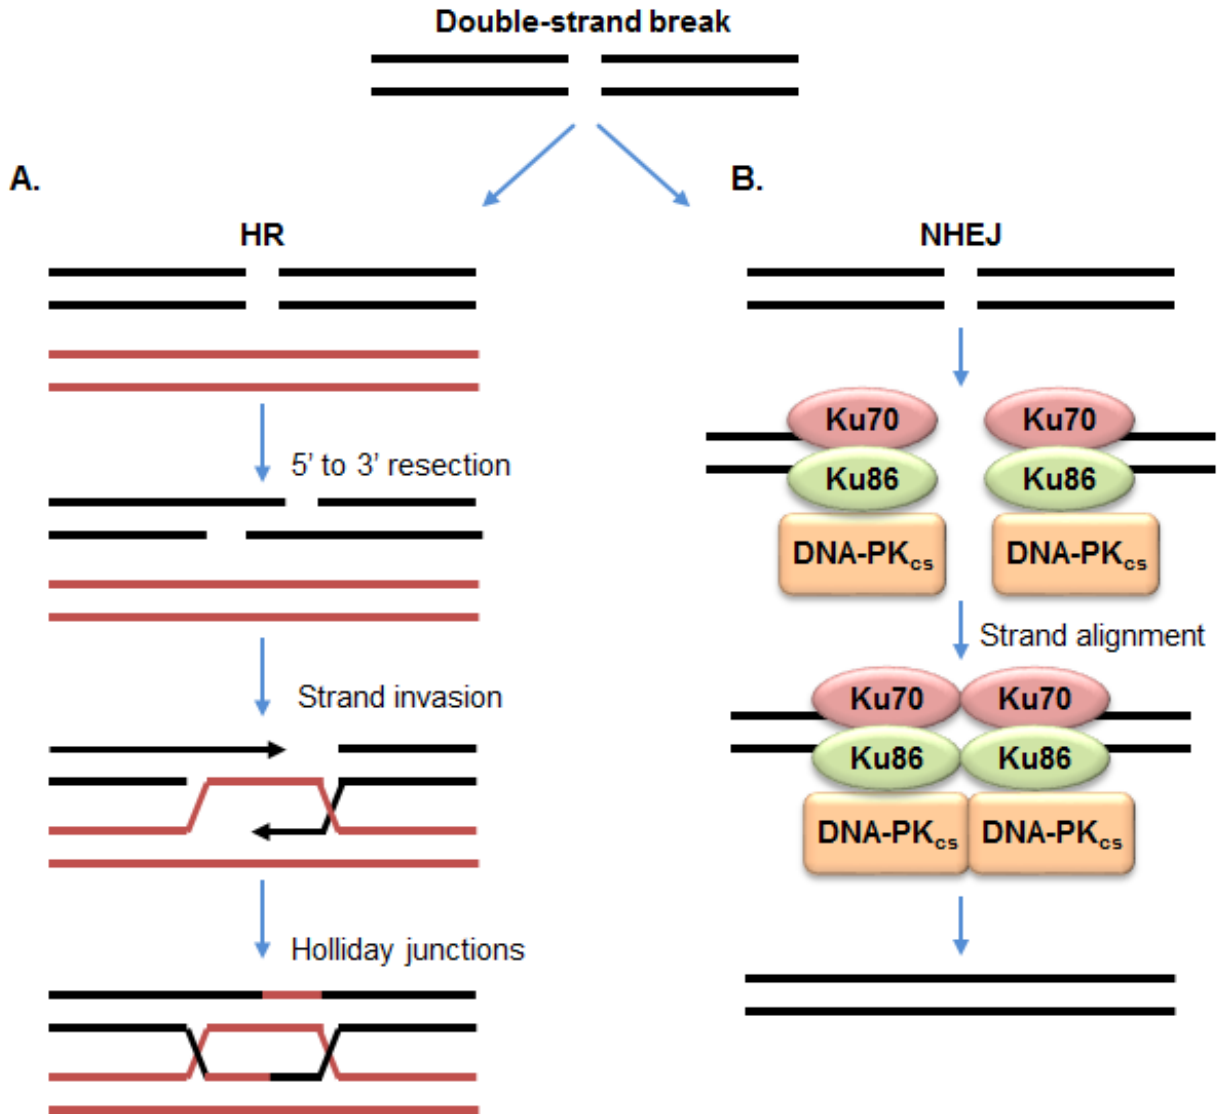 Double-strand break
A.
B.
HR
NHEJ
5’ to 3’ resection
Strand invasion
Holliday junctions
Ku70 Ku70
Ku86 Ku86
DNA-PKcs DNA-PKcs
Strand alignment
Ku70 Ku70
Ku86 Ku86
DNA-PKcs DNA-PKcs